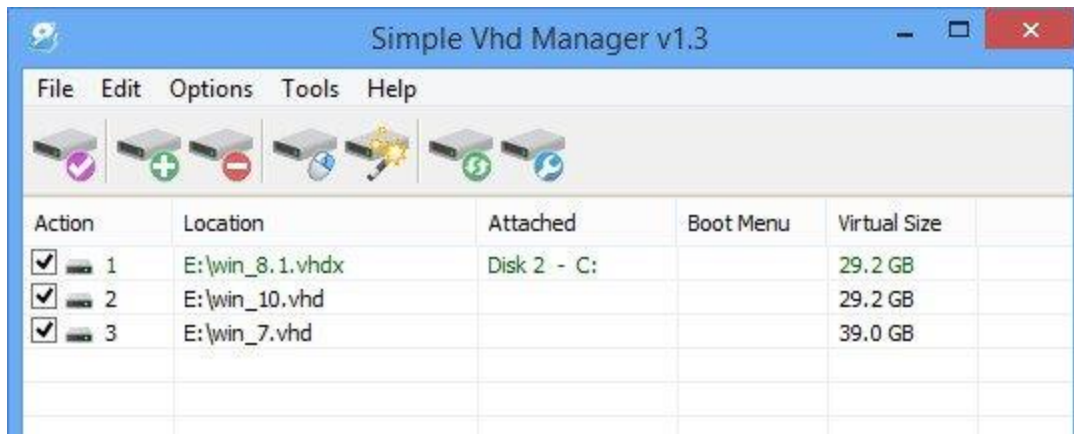 Simple Vhd Manager v1.3
File Edit Options Tools Help
Action Location Attached Boot Menu Virtual Size
1 E:\win_8.1.vhdx Disk 2 - C: 29.2 GB
2 E:\win_10.vhd 29.2 GB
3 E:\win_7.vhd 39.0 GB